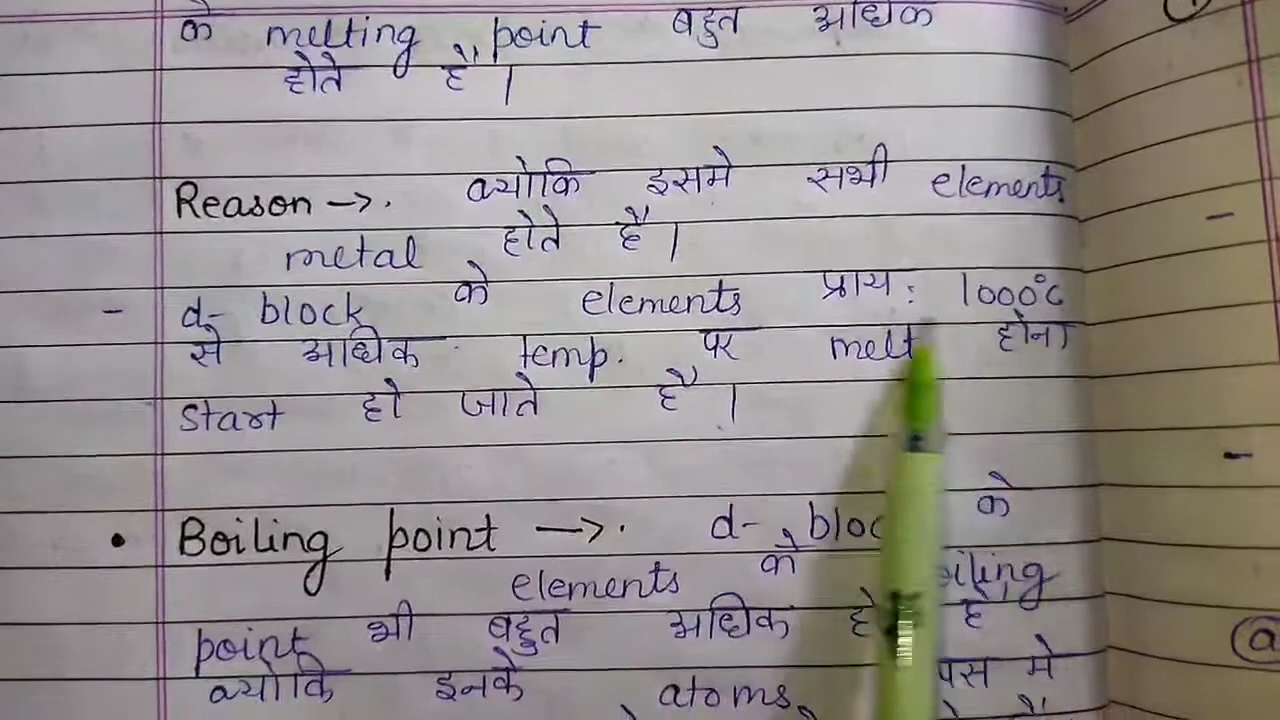 के melting point बहुत अधिक
होते हैं।
Reason →. क्योकि इसमे सभी elements
metal होते हैं।
- d- block के elements प्राय: 1000°c
से अधिक temp. पर melt होना
start हो जाते हैं।
• Boiling point →. d- के
elements के
point भी बहुत अधिक है
क्योकि इनके atoms मे
a